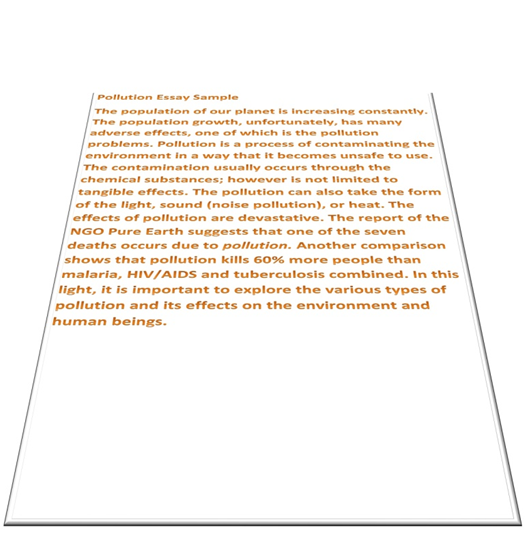 Pollution Essay Sample
The population of our planet is increasing constantly.
The population growth, unfortunately, has many
adverse effects, one of which is the pollution
problems. Pollution is a process of contaminating the
environment in a way that it becomes unsafe to use.
The contamination usually occurs through the
chemical substances; however is not limited to
tangible effects. The pollution can also take the form
of the light, sound (noise pollution), or heat. The
effects of pollution are devastative. The report of the
NGO Pure Earth suggests that one of the seven
deaths occurs due to pollution. Another comparison
shows that pollution kills 60% more people than
malaria, HIV/AIDS and tuberculosis combined. In this
light, it is important to explore the various types of
pollution and its effects on the environment and
human beings.